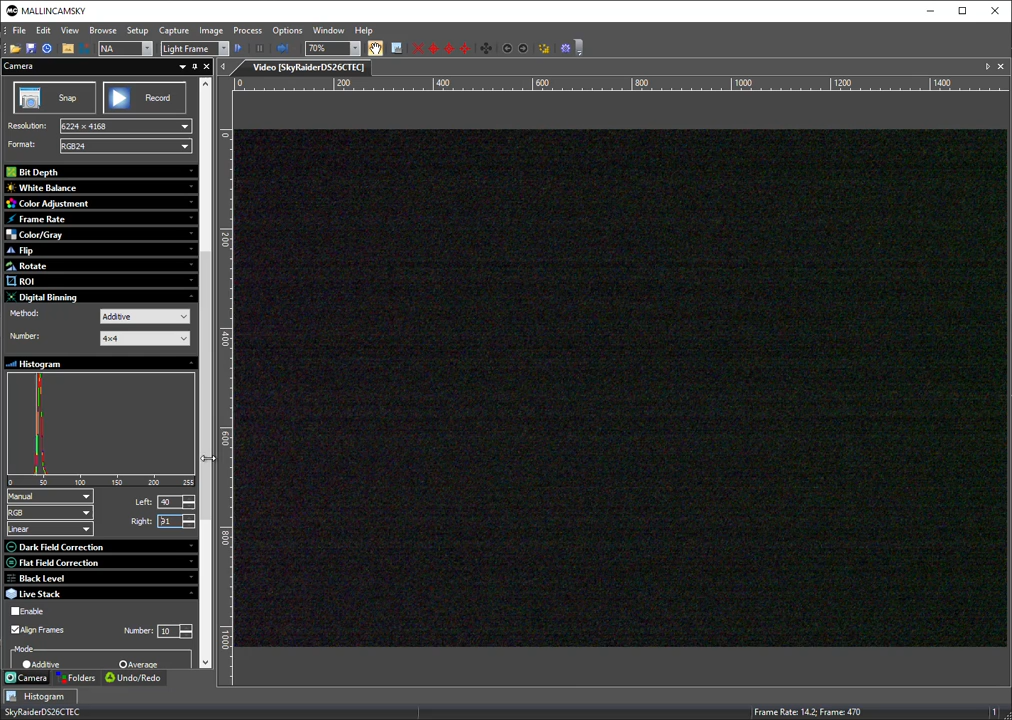 MALLINCAMSKY
File Edit View Browse Setup Capture Image Process Options Window Help
NA Light Frame 70%
Camera
Video [SkyRaiderDS26CTEC]
Snap Record
Resolution: 6224 × 4168
Format: RGB24
Bit Depth
White Balance
Color Adjustment
Frame Rate
Color/Gray
Flip
Rotate
ROI
Digital Binning
Method: Additive
Number: 4×4
Histogram
0 50 100 150 200 255
Manual
Left: 40
RGB
Right: 91
Linear
Dark Field Correction
Flat Field Correction
Black Level
Live Stack
Enable
Align Frames Number: 10
Mode
Additive Average
Camera Folders Undo/Redo
Histogram
SkyRaiderDS26CTEC Frame Rate: 14.2; Frame: 470 1
0 200 400 600 800 1000 1200 1400
0
200
400
600
800
1000